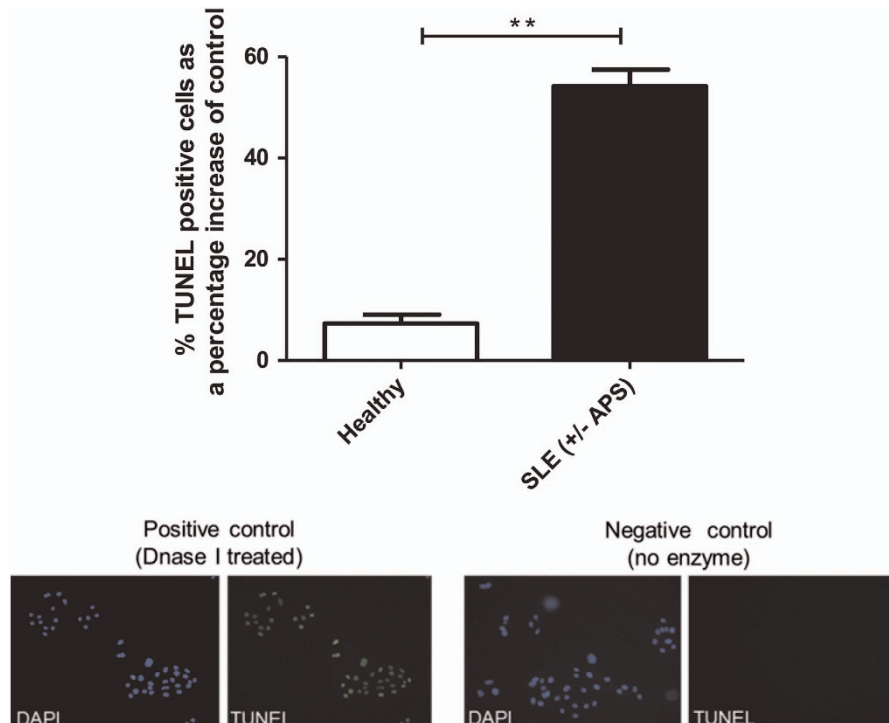 % TUNEL positive cells as
a percentage increase of control
**
60
40
20
0
Healthy
SLE (+/- APS)
Positive control
(Dnase I treated)
Negative control
(no enzyme)
DAPI
TUNEL
DAPI
TUNEL